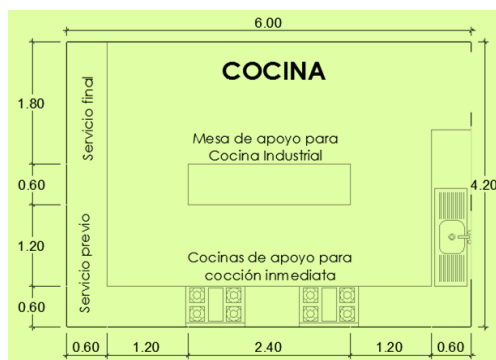 6.00
COCINA
1.80
Servicio final
Mesa de apoyo para
Cocina Industrial
0.60
4.20
1.20
Servicio previo
Cocinas de apoyo para
cocción inmediata
0.60
0.60
1.20
2.40
1.20
0.60